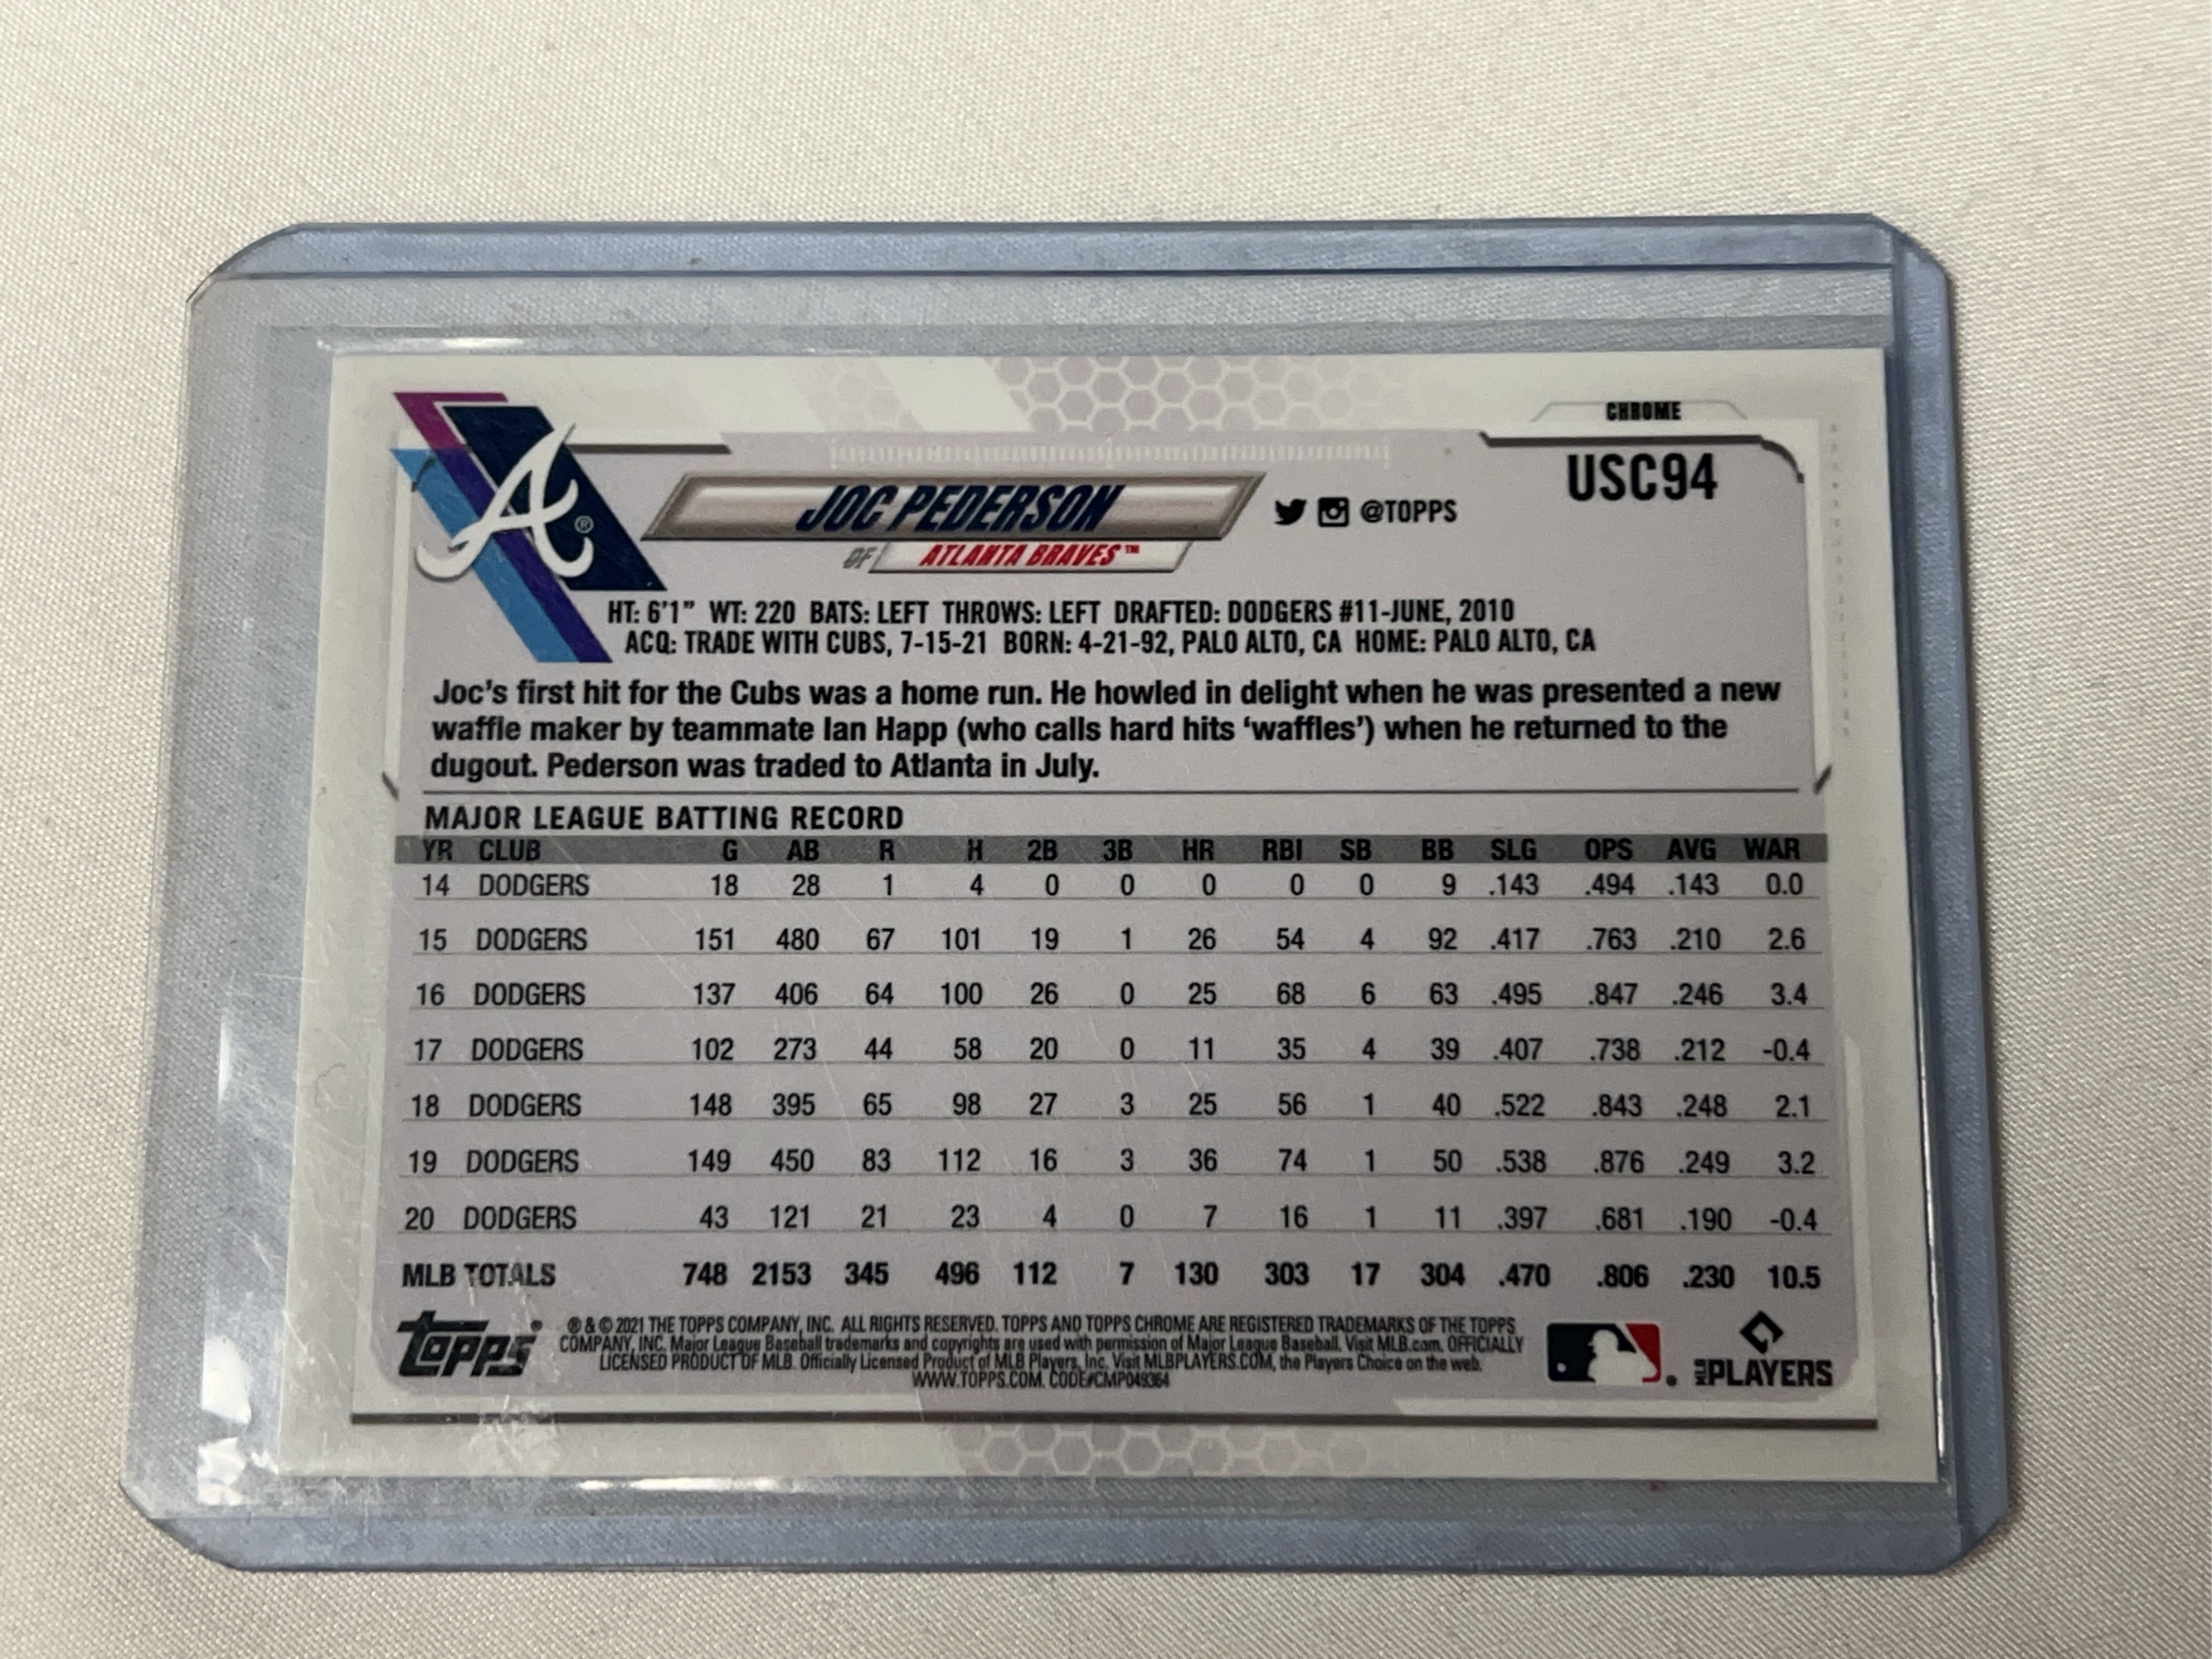 CHROME
USC94
A ®
JOC PEDERSON
@TOPPS
OF ATLANTA BRAVES™
HT: 6'1" WT: 220 BATS: LEFT THROWS: LEFT DRAFTED: DODGERS #11-JUNE, 2010
ACQ: TRADE WITH CUBS, 7-15-21 BORN: 4-21-92, PALO ALTO, CA HOME: PALO ALTO, CA
Joc's first hit for the Cubs was a home run. He howled in delight when he was presented a new
waffle maker by teammate Ian Happ (who calls hard hits 'waffles') when he returned to the
dugout. Pederson was traded to Atlanta in July.
MAJOR LEAGUE BATTING RECORD
YR CLUB G AB R H 2B 3B HR RBI SB BB SLG OPS AVG WAR
14 DODGERS 18 28 1 4 0 0 0 0 0 9 .143 .494 .143 0.0
15 DODGERS 151 480 67 101 19 1 26 54 4 92 .417 .763 .210 2.6
16 DODGERS 137 406 64 100 26 0 25 68 6 63 .495 .847 .246 3.4
17 DODGERS 102 273 44 58 20 0 11 35 4 39 .407 .738 .212 -0.4
18 DODGERS 148 395 65 98 27 3 25 56 1 40 .522 .843 .248 2.1
19 DODGERS 149 450 83 112 16 3 36 74 1 50 .538 .876 .249 3.2
20 DODGERS 43 121 21 23 4 0 7 16 1 11 .397 .681 .190 -0.4
MLB TOTALS 748 2153 345 496 112 7 130 303 17 304 .470 .806 .230 10.5
Topps®
® & © 2021 THE TOPPS COMPANY, INC. ALL RIGHTS RESERVED. TOPPS AND TOPPS CHROME ARE REGISTERED TRADEMARKS OF THE TOPPS
COMPANY, INC. Major League Baseball trademarks and copyrights are used with permission of Major League Baseball. Visit MLB.com. OFFICIALLY
LICENSED PRODUCT OF MLB. Officially Licensed Product of MLB Players, Inc. Visit MLBPLAYERS.COM, the Players Choice on the web.
WWW.TOPPS.COM. CODE#CMP049364
MLB PLAYERS